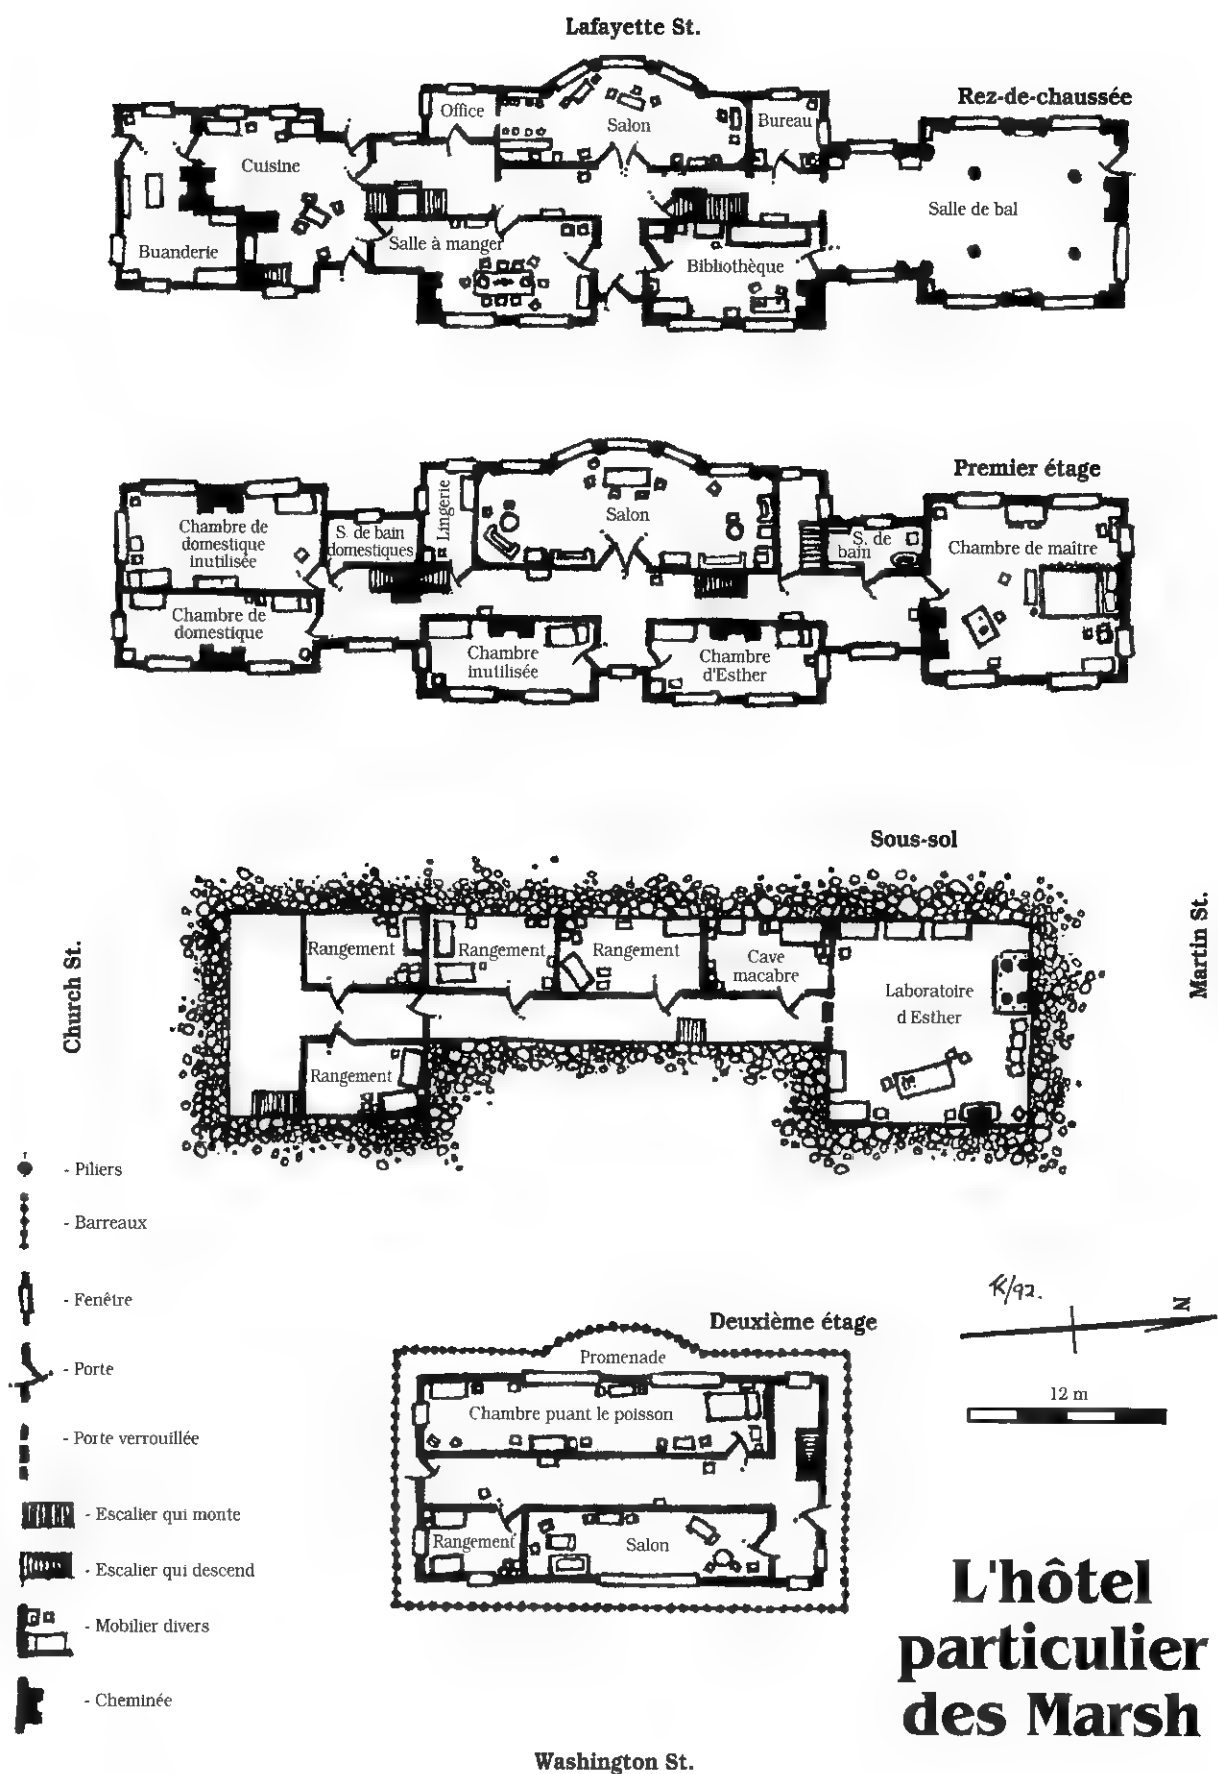 Lafayette St.
Rez-de-chaussée
Office
Salon
Bureau
Cuisine
Salle de bal
Buanderie
Salle à manger
Bibliothèque
Premier étage
Chambre de
domestique
inutilisée
S. de bain
domestiques
Lingerie
Salon
S. de
bain
Chambre de maître
Chambre de
domestique
Chambre
inutilisée
Chambre
d'Esther
Sous-sol
Church St.
Martin St.
Rangement
Rangement
Rangement
Cave
macabre
Laboratoire
d Esther
Rangement
- Piliers
- Barreaux
- Fenêtre
- Porte
- Porte verrouillée
- Escalier qui monte
- Escalier qui descend
- Mobilier divers
- Cheminée
Deuxième étage
Promenade
Chambre puant le poisson
Rangement
Salon
N
12 m
L'hôtel
particulier
des Marsh
Washington St.